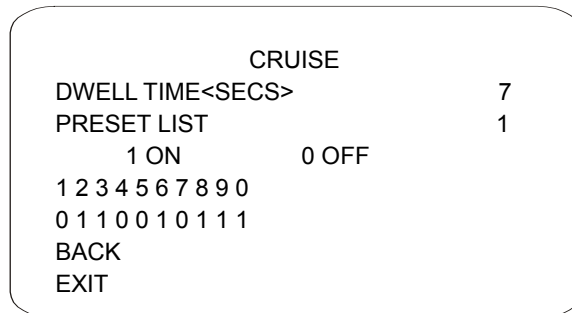 CRUISE
DWELL TIME<SECS> 7
PRESET LIST 1
1 ON 0 OFF
1 2 3 4 5 6 7 8 9 0
0 1 1 0 0 1 0 1 1 1
BACK
EXIT